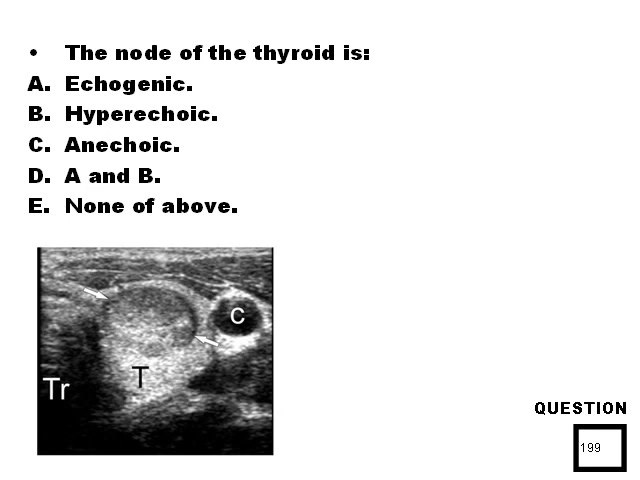 • The node of the thyroid is:
A. Echogenic.
B. Hyperechoic.
C. Anechoic.
D. A and B.
E. None of above.
C
T
Tr
QUESTION
199